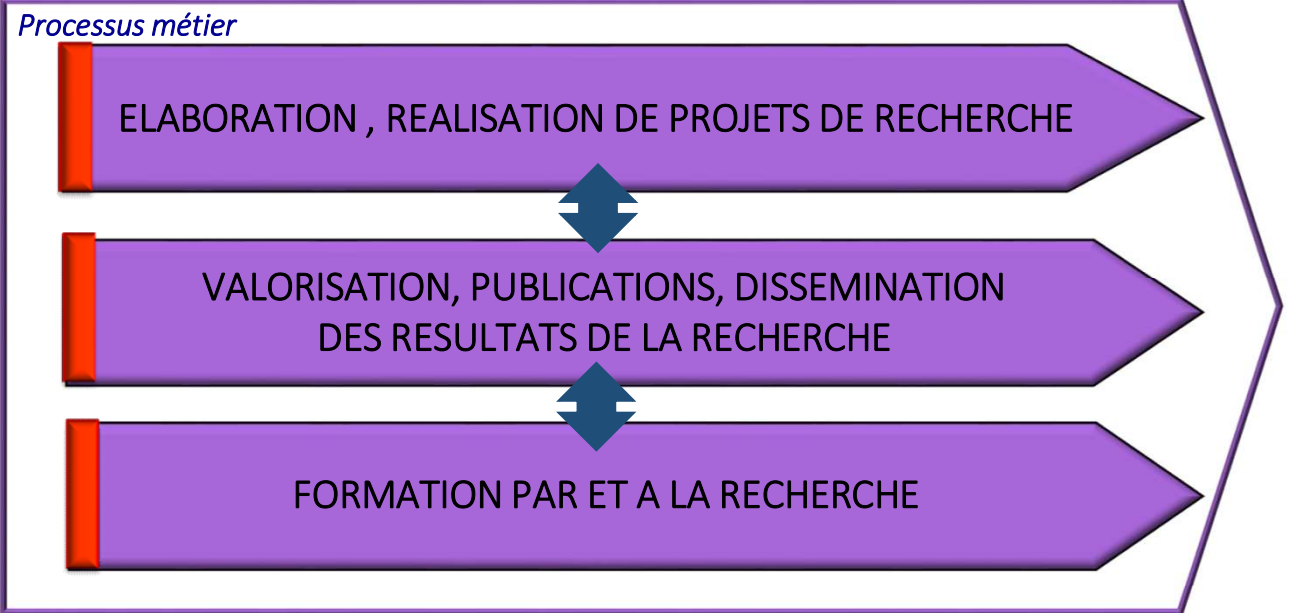 Processus métier
ELABORATION , REALISATION DE PROJETS DE RECHERCHE
VALORISATION, PUBLICATIONS, DISSEMINATION
DES RESULTATS DE LA RECHERCHE
FORMATION PAR ET A LA RECHERCHE